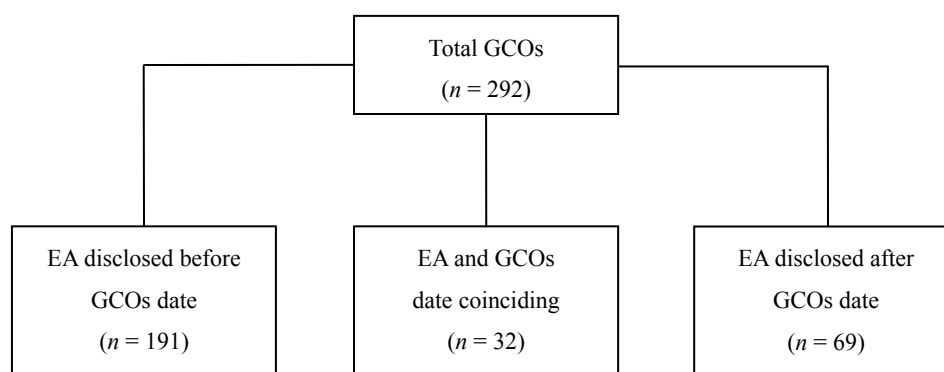 Total GCOs
(n = 292)
EA disclosed before
GCOs date
(n = 191)
EA and GCOs
date coinciding
(n = 32)
EA disclosed after
GCOs date
(n = 69)